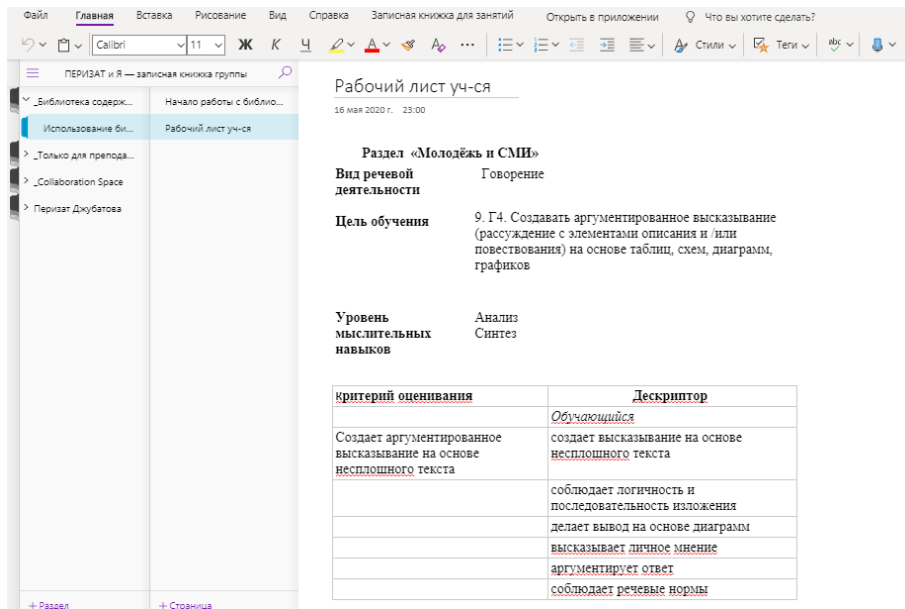 Файл Главная Вставка Рисование Вид Справка Записная книжка для занятий Открыть в приложении Что вы хотите сделать?
Calibri 11 Ж К Ч A A ... Стили Теги abc
ПЕРИЗАТ и Я — записная книжка группы
_Библиотека содерж...
Использование би...
_Только для препода...
_Collaboration Space
Перизат Джубатова
+ Раздел
Начало работы с библио...
Рабочий лист уч-ся
+ Страница
Рабочий лист уч-ся
16 мая 2020 г. 23:00
Раздел «Молодёжь и СМИ»
Вид речевой Говорение
деятельности
Цель обучения 9. Г4. Создавать аргументированное высказывание
(рассуждение с элементами описания и /или
повествования) на основе таблиц, схем, диаграмм,
графиков
Уровень Анализ
мыслительных Синтез
навыков
Критерий оценивания Дескриптор
Обучающийся
Создает аргументированное создает высказывание на основе
высказывание на основе несплошного текста
несплошного текста
соблюдает логичность и
последовательность изложения
делает вывод на основе диаграмм
высказывает личное мнение
аргументирует ответ
соблюдает речевые нормы